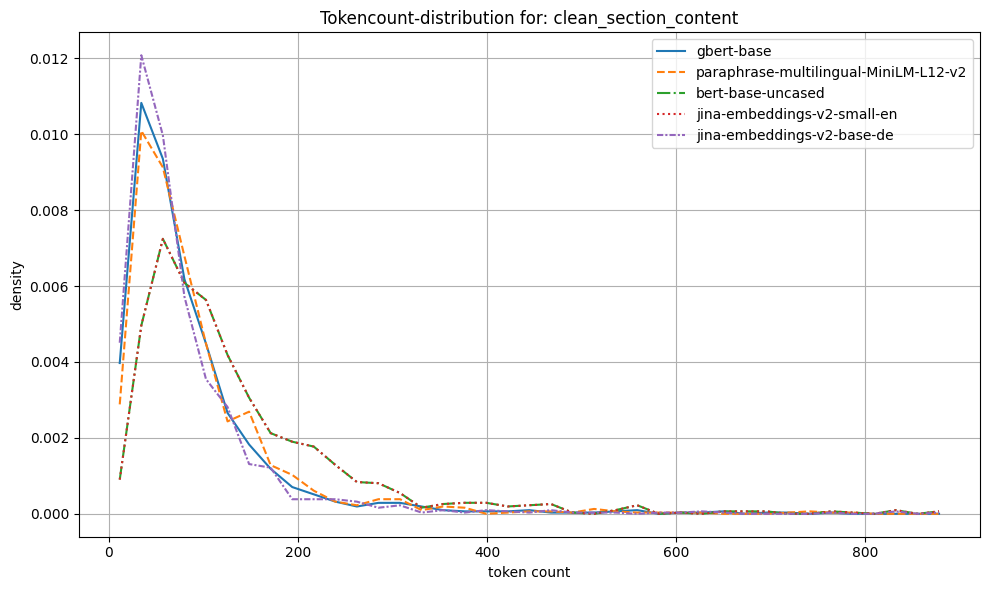 Tokencount-distribution for: clean_section_content
gbert-base
paraphrase-multilingual-MiniLM-L12-v2
bert-base-uncased
jina-embeddings-v2-small-en
jina-embeddings-v2-base-de
density
0.012
0.010
0.008
0.006
0.004
0.002
0.000
0 200 400 600 800
token count